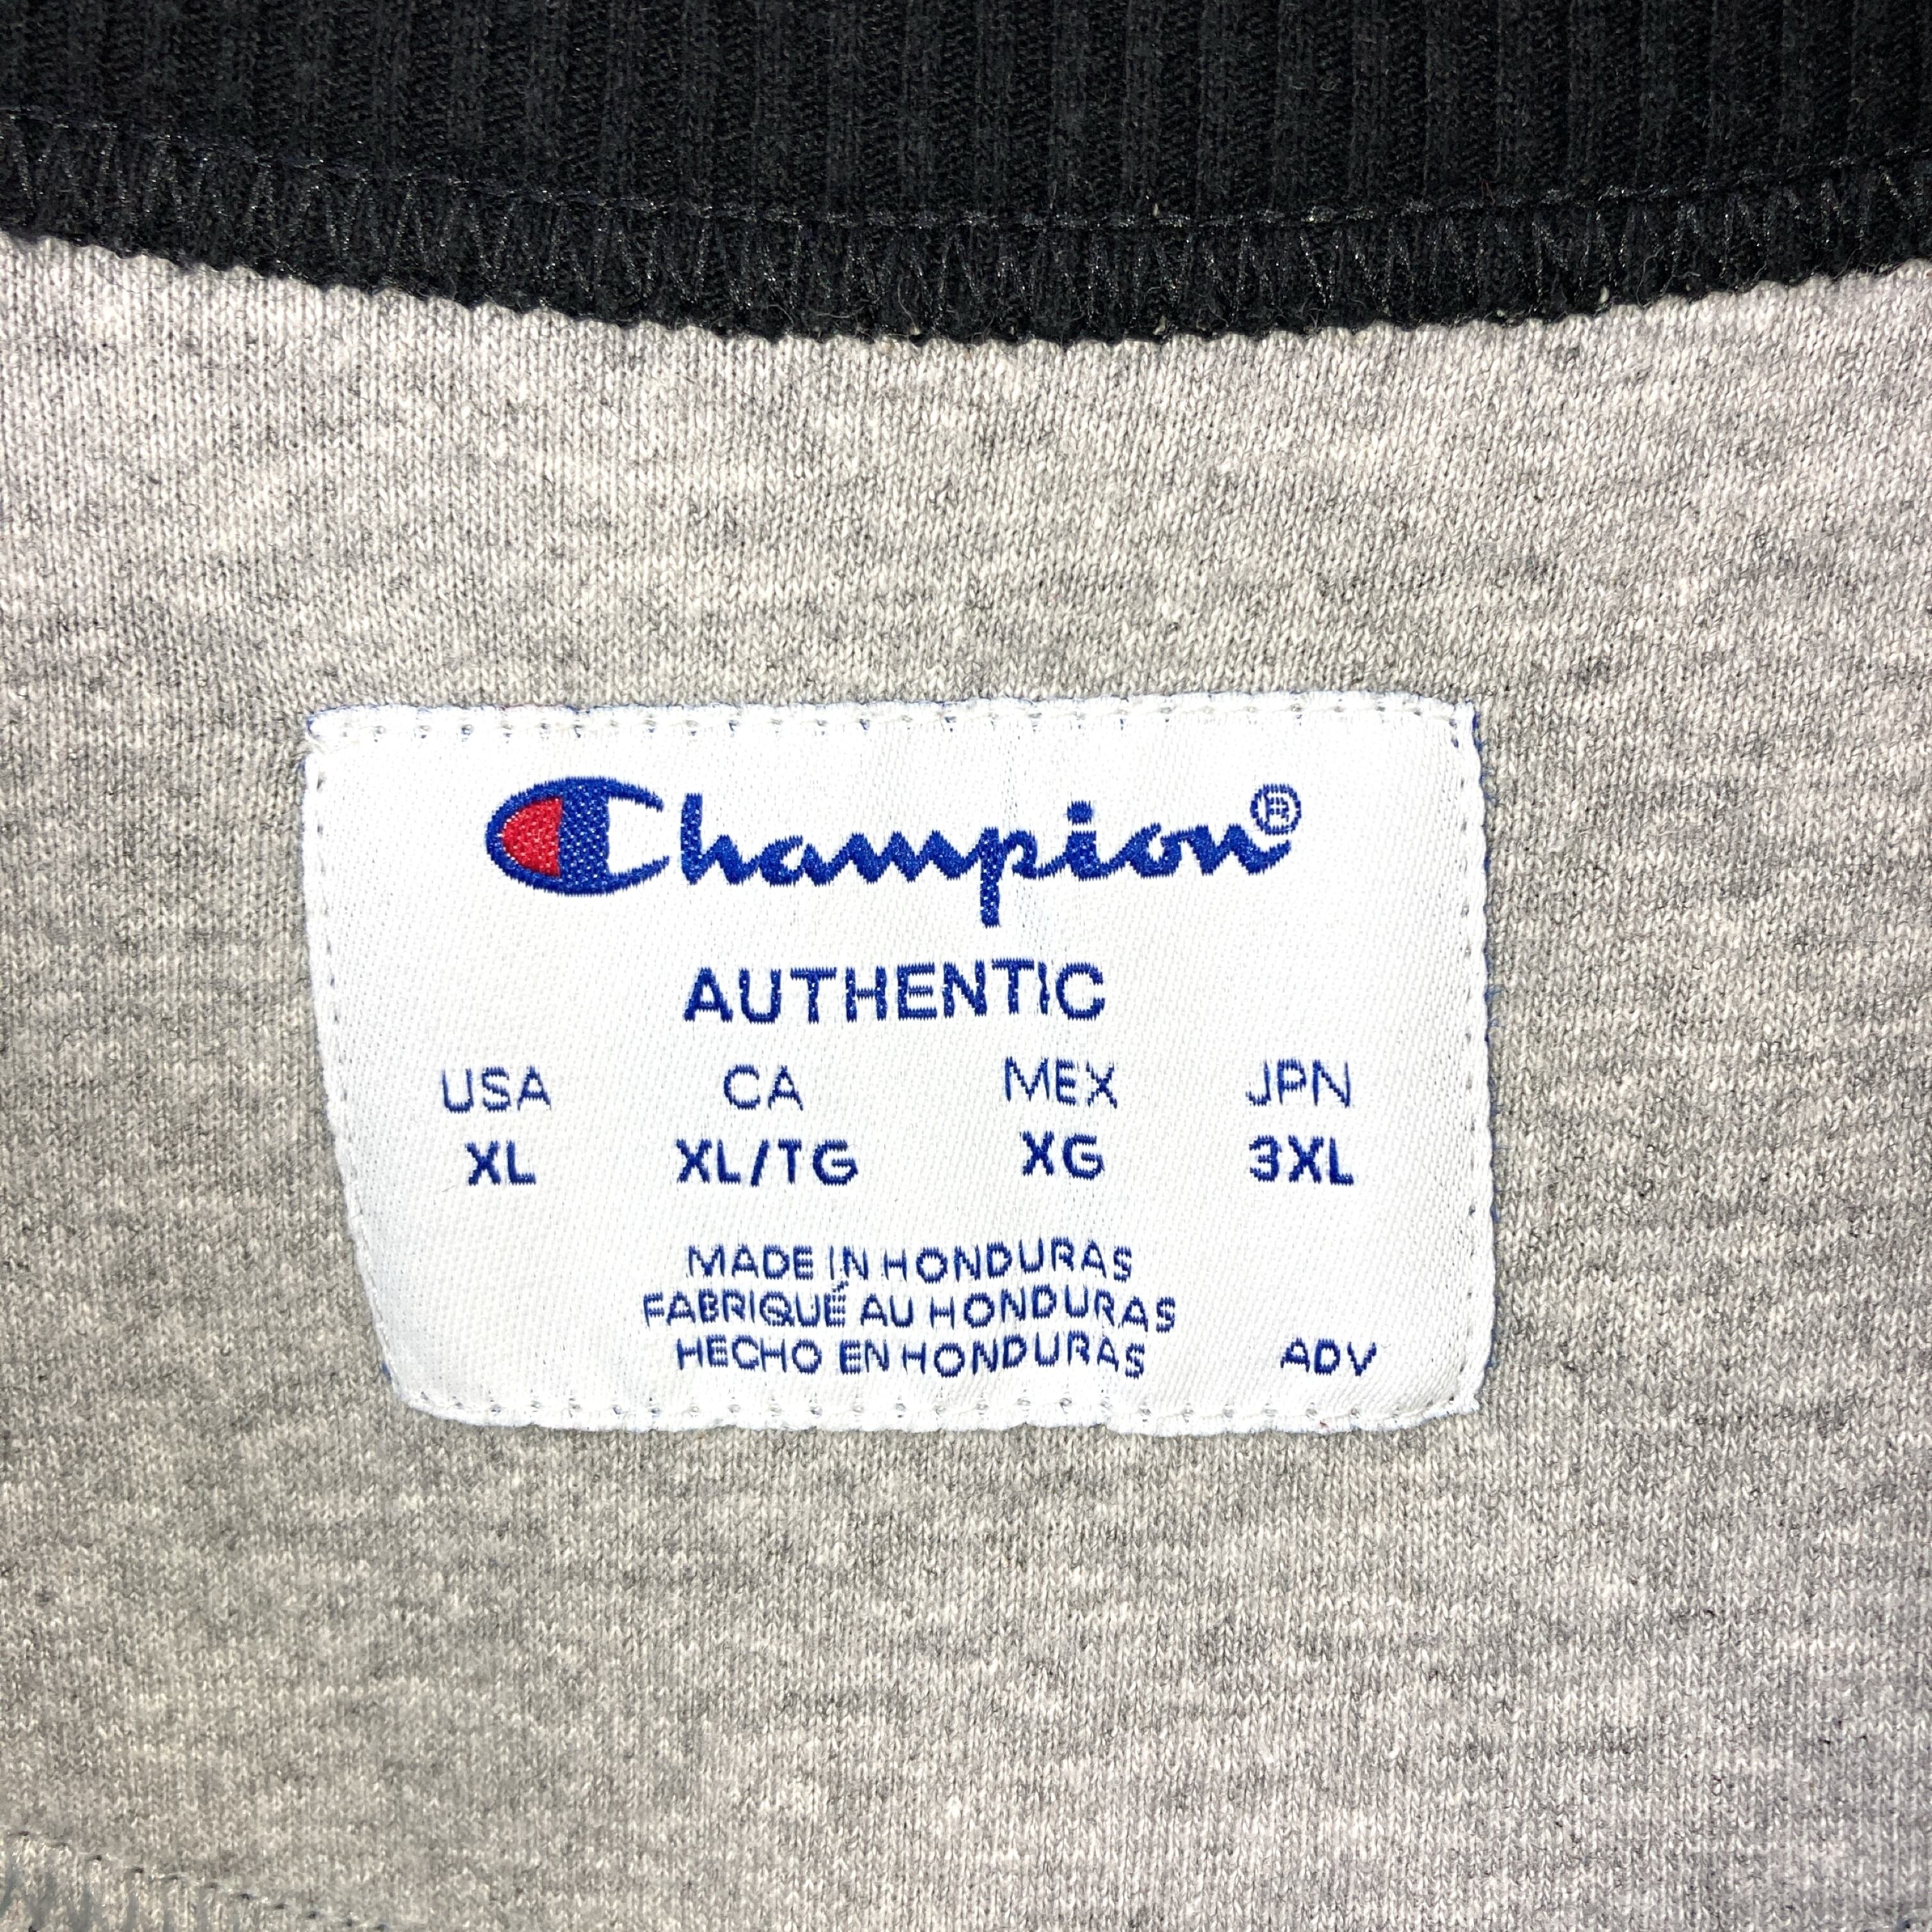 Champion®
AUTHENTIC
USA CA MEX JPN
XL XL/TG XG 3XL
MADE IN HONDURAS
FABRIQUÉ AU HONDURAS
HECHO EN HONDURAS ADV